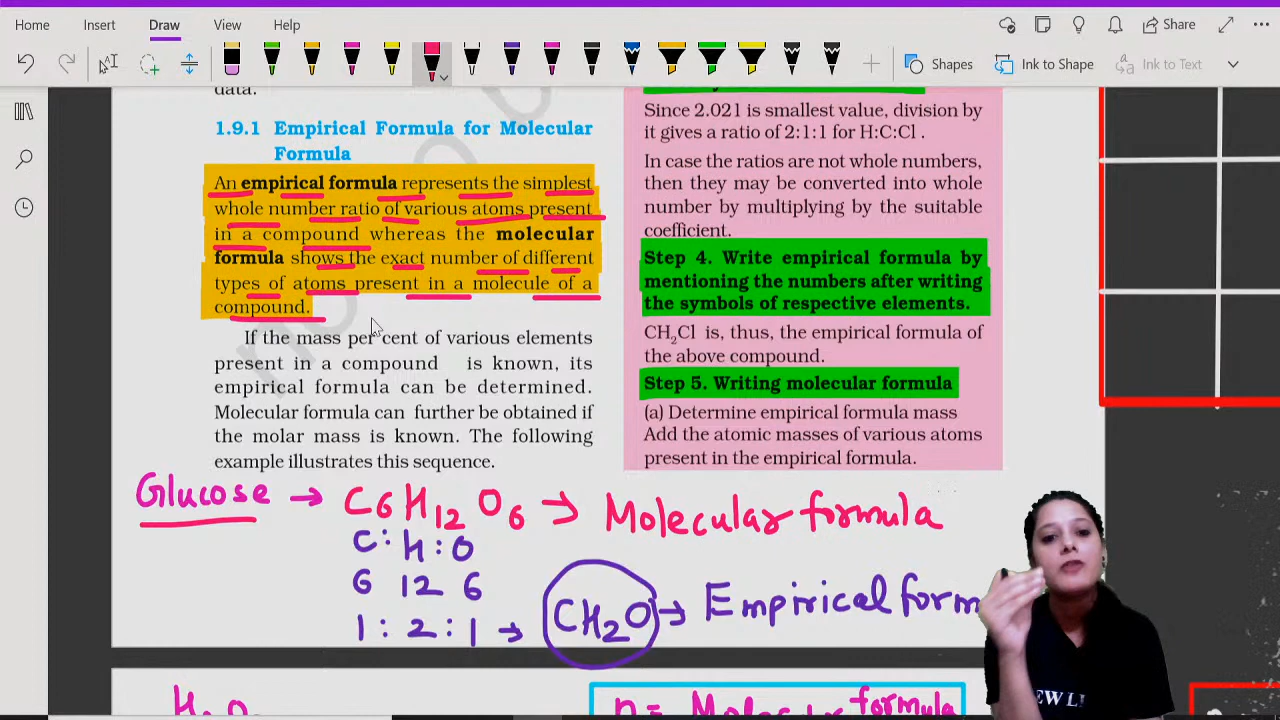 Home Insert Draw View Help Share
Shapes Ink to Shape Ink to Text
data.
1.9.1 Empirical Formula for Molecular
Formula
An empirical formula represents the simplest
whole number ratio of various atoms present
in a compound whereas the molecular
formula shows the exact number of different
types of atoms present in a molecule of a
compound.
If the mass per cent of various elements
present in a compound is known, its
empirical formula can be determined.
Molecular formula can further be obtained if
the molar mass is known. The following
example illustrates this sequence.
Since 2.021 is smallest value, division by
it gives a ratio of 2:1:1 for H:C:Cl .
In case the ratios are not whole numbers,
then they may be converted into whole
number by multiplying by the suitable
coefficient.
Step 4. Write empirical formula by
mentioning the numbers after writing
the symbols of respective elements.
CH₂Cl is, thus, the empirical formula of
the above compound.
Step 5. Writing molecular formula
(a) Determine empirical formula mass
Add the atomic masses of various atoms
present in the empirical formula.
Glucose → C6 H12 O6 → Molecular formula
C : H : O
6 12 6
1 : 2 : 1 → CH₂O → Empirical form
n = Molecular formula
EW LI